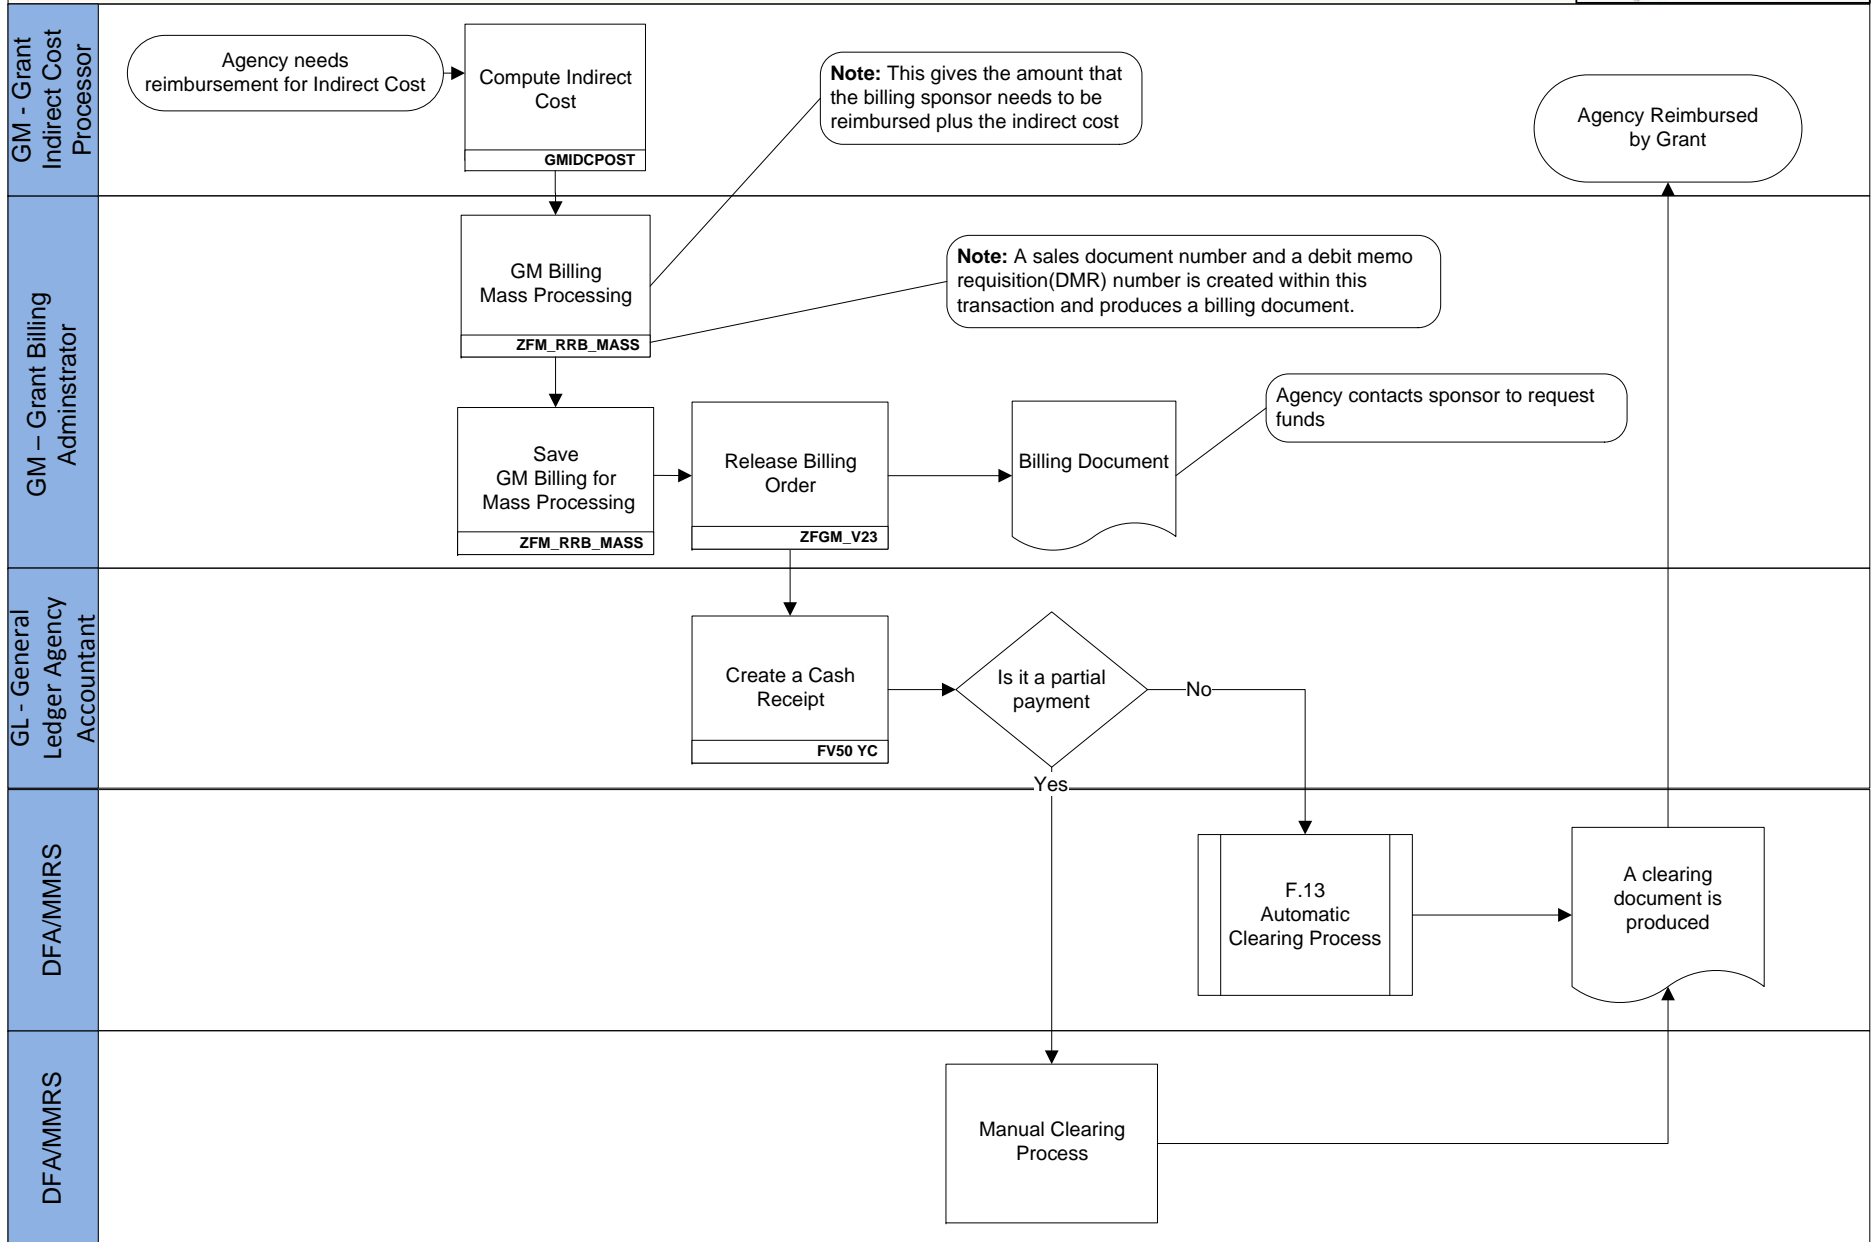 GM - Grant
Indirect Cost
Processor
Agency needs
reimbursement for Indirect Cost
Compute Indirect
Cost
GMIDCPOST
Note: This gives the amount that
the billing sponsor needs to be
reimbursed plus the indirect cost
Agency Reimbursed
by Grant
GM – Grant Billing
Adminstrator
GM Billing
Mass Processing
ZFM_RRB_MASS
Note: A sales document number and a debit memo
requisition(DMR) number is created within this
transaction and produces a billing document.
Save
GM Billing for
Mass Processing
ZFM_RRB_MASS
Release Billing
Order
ZFGM_V23
Billing Document
Agency contacts sponsor to request
funds
GL - General
Ledger Agency
Accountant
Create a Cash
Receipt
FV50 YC
Is it a partial
payment
No
Yes
DFA/MMRS
F.13
Automatic
Clearing Process
A clearing
document is
produced
DFA/MMRS
Manual Clearing
Process